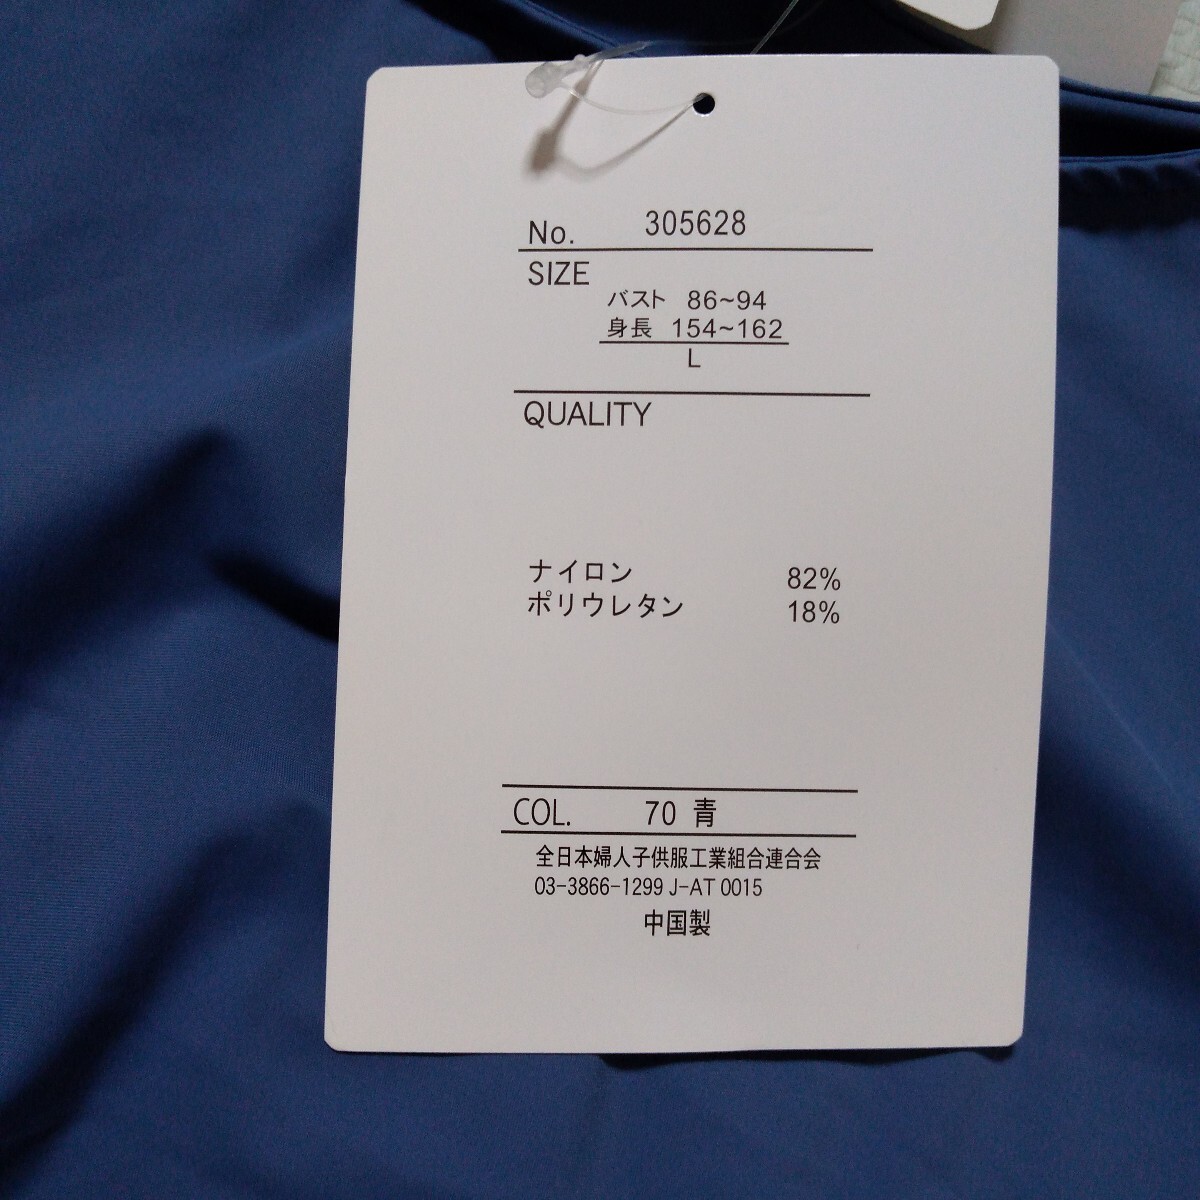 No. 305628
SIZE
バスト 86~94
身長 154~162
L
QUALITY
ナイロン 82%
ポリウレタン 18%
COL. 70 青
全日本婦人子供服工業組合連合会
03-3866-1299 J-AT 0015
中国製